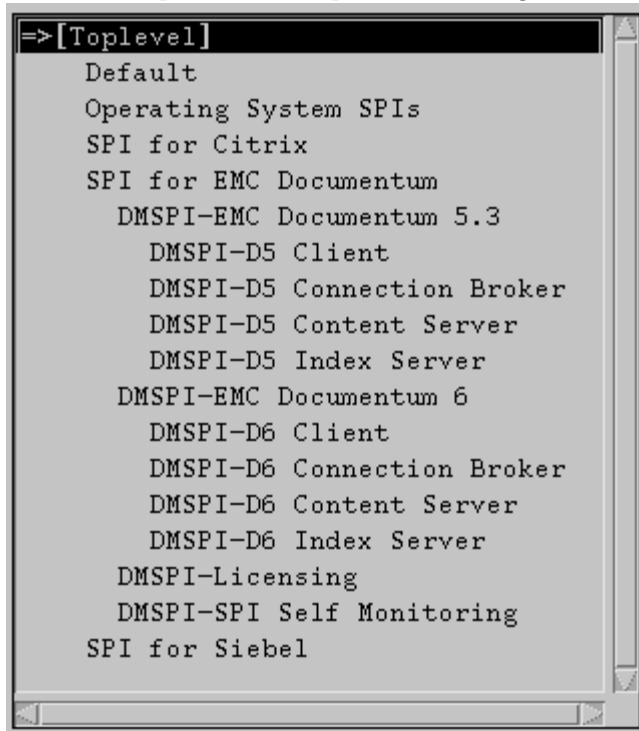 =>[Toplevel]
Default
Operating System SPIs
SPI for Citrix
SPI for EMC Documentum
DMSPI-EMC Documentum 5.3
DMSPI-D5 Client
DMSPI-D5 Connection Broker
DMSPI-D5 Content Server
DMSPI-D5 Index Server
DMSPI-EMC Documentum 6
DMSPI-D6 Client
DMSPI-D6 Connection Broker
DMSPI-D6 Content Server
DMSPI-D6 Index Server
DMSPI-Licensing
DMSPI-SPI Self Monitoring
SPI for Siebel